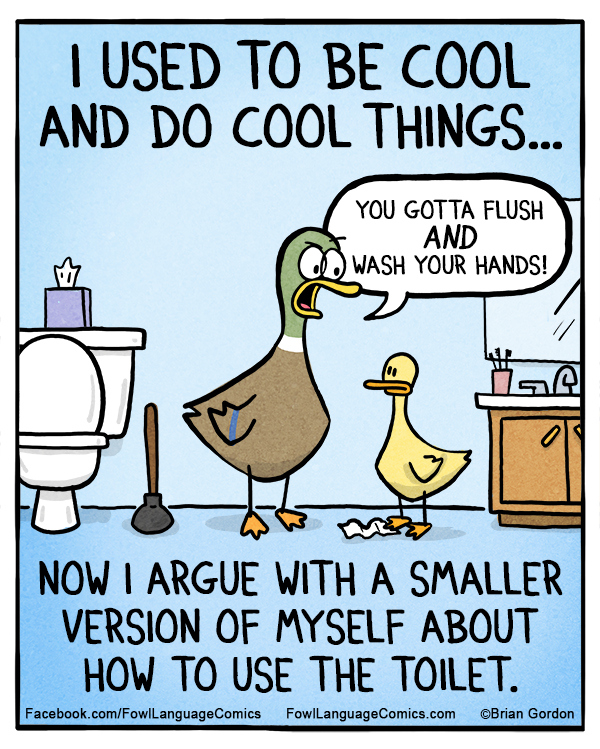 I USED TO BE COOL
AND DO COOL THINGS...
YOU GOTTA FLUSH
AND
WASH YOUR HANDS!
NOW I ARGUE WITH A SMALLER
VERSION OF MYSELF ABOUT
HOW TO USE THE TOILET.
Facebook.com/FowlLanguageComics FowlLanguageComics.com ©Brian Gordon